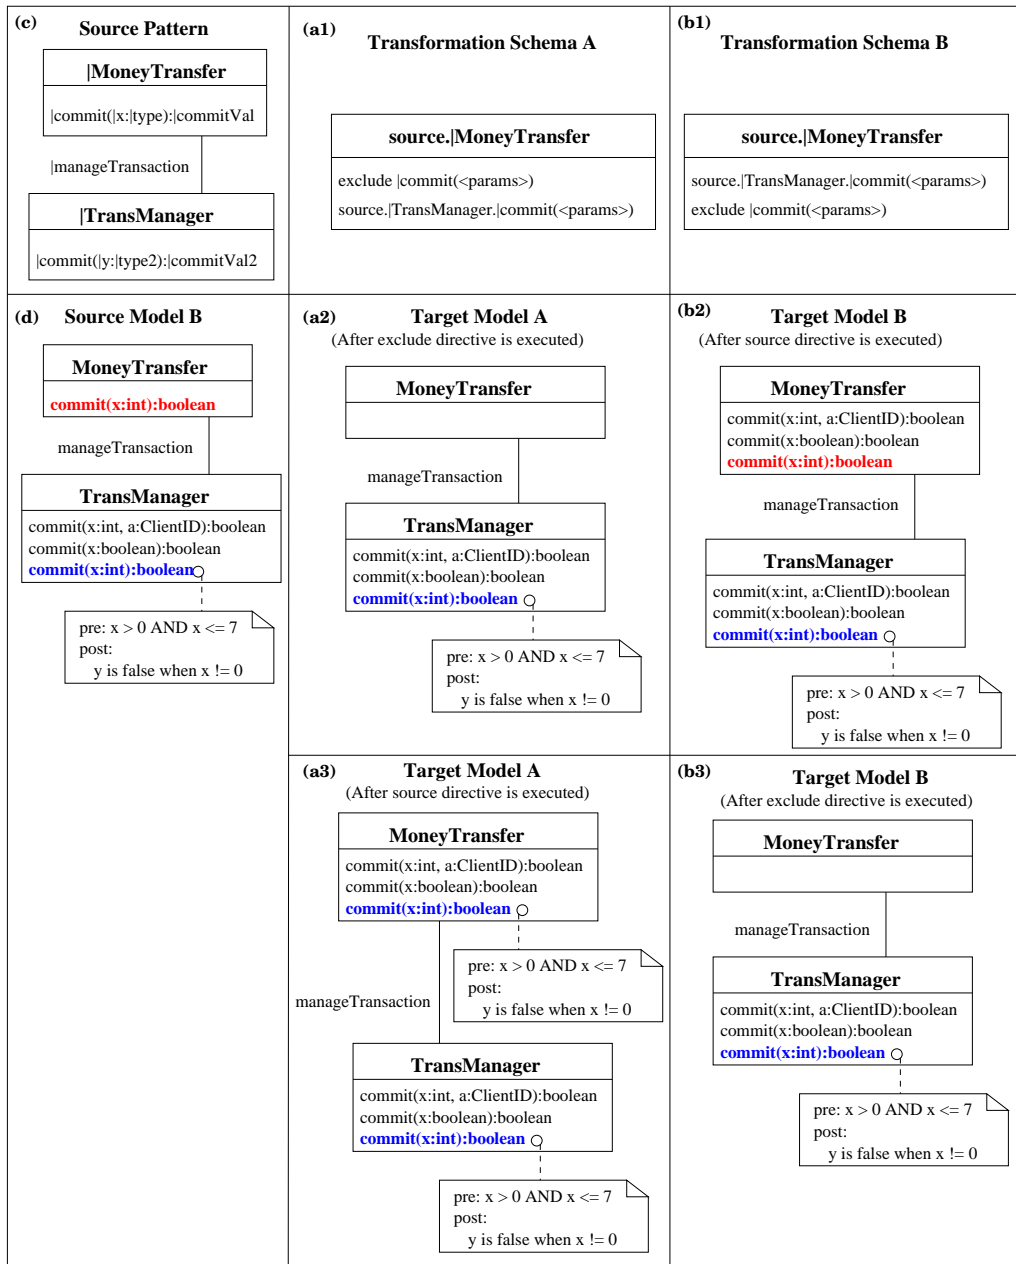 (c)
Source Pattern
|MoneyTransfer
|commit(|x:|type):|commitVal
|manageTransaction
|TransManager
|commit(|y:|type2):|commitVal2
(a1)
Transformation Schema A
source.|MoneyTransfer
exclude |commit(<params>)
source.|TransManager.|commit(<params>)
(b1)
Transformation Schema B
source.|MoneyTransfer
source.|TransManager.|commit(<params>)
exclude |commit(<params>)
(d)
Source Model B
MoneyTransfer
commit(x:int):boolean
manageTransaction
TransManager
commit(x:int, a:ClientID):boolean
commit(x:boolean):boolean
commit(x:int):boolean
pre: x > 0 AND x <= 7
post:
y is false when x != 0
(a2)
Target Model A
(After exclude directive is executed)
MoneyTransfer
manageTransaction
TransManager
commit(x:int, a:ClientID):boolean
commit(x:boolean):boolean
commit(x:int):boolean
pre: x > 0 AND x <= 7
post:
y is false when x != 0
(b2)
Target Model B
(After source directive is executed)
MoneyTransfer
commit(x:int, a:ClientID):boolean
commit(x:boolean):boolean
commit(x:int):boolean
manageTransaction
TransManager
commit(x:int, a:ClientID):boolean
commit(x:boolean):boolean
commit(x:int):boolean
pre: x > 0 AND x <= 7
post:
y is false when x != 0
(a3)
Target Model A
(After source directive is executed)
MoneyTransfer
commit(x:int, a:ClientID):boolean
commit(x:boolean):boolean
commit(x:int):boolean
pre: x > 0 AND x <= 7
post:
y is false when x != 0
manageTransaction
TransManager
commit(x:int, a:ClientID):boolean
commit(x:boolean):boolean
commit(x:int):boolean
pre: x > 0 AND x <= 7
post:
y is false when x != 0
(b3)
Target Model B
(After exclude directive is executed)
MoneyTransfer
manageTransaction
TransManager
commit(x:int, a:ClientID):boolean
commit(x:boolean):boolean
commit(x:int):boolean
pre: x > 0 AND x <= 7
post:
y is false when x != 0